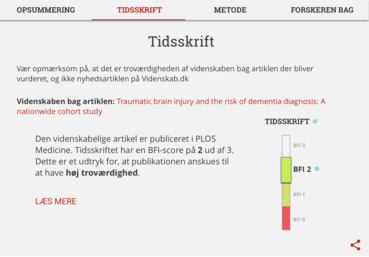 OPSUMMERING TIDSSKRIFT METODE FORSKEREN BAG
Tidsskrift
Vær opmærksom på, at det er troværdigheden af videnskaben bag artiklen der bliver
vurderet, og ikke nyhedsartiklen på Videnskab.dk
Videnskaben bag artiklen: Traumatic brain injury and the risk of dementia diagnosis: A
nationwide cohort study
Den videnskabelige artikel er publiceret i PLOS
Medicine. Tidsskriftet har en BFI-score på 2 ud af 3.
Dette er et udtryk for, at publikationen anskues til
at have høj troværdighed.
LÆS MERE
TIDSSKRIFT
BFI 3
BFI 2
BFI 1
BFI 0